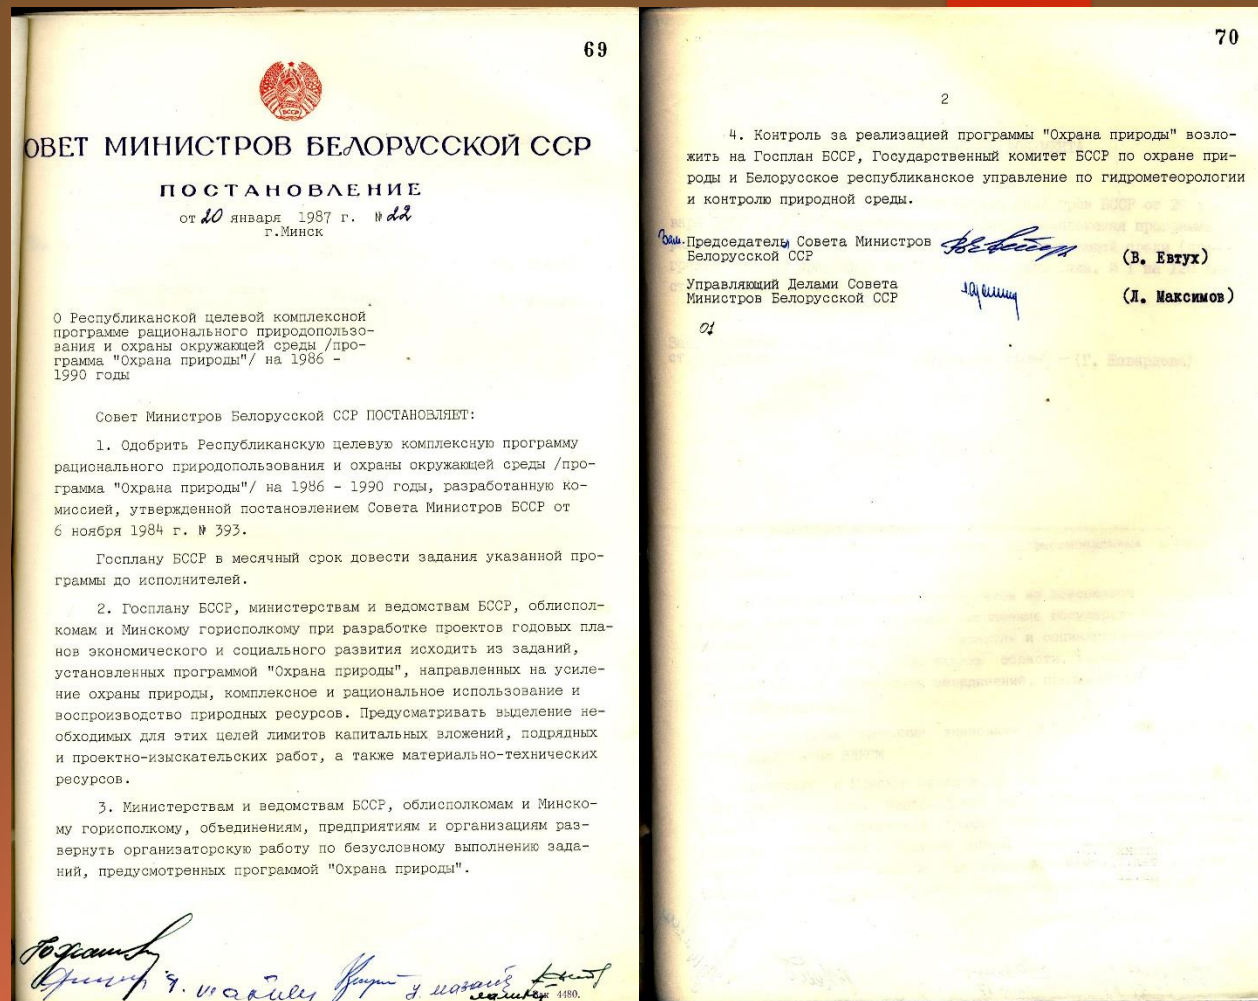 69
БССР
ОВЕТ МИНИСТРОВ БЕЛОРУССКОЙ ССР
ПОСТАНОВЛЕНИЕ
от 20 января 1987 г. № 22
г.Минск
О Республиканской целевой комплексной
программе рационального природопользо-
вания и охраны окружающей среды /про-
грамма "Охрана природы"/ на 1986 -
1990 годы
Совет Министров Белорусской ССР ПОСТАНОВЛЯЕТ:
1. Одобрить Республиканскую целевую комплексную программу
рационального природопользования и охраны окружающей среды /про-
грамма "Охрана природы"/ на 1986 - 1990 годы, разработанную ко-
миссией, утвержденной постановлением Совета Министров БССР от
6 ноября 1984 г. № 393.
Госплану БССР в месячный срок довести задания указанной про-
граммы до исполнителей.
2. Госплану БССР, министерствам и ведомствам БССР, облиспол-
комам и Минскому горисполкому при разработке проектов годовых пла-
нов экономического и социального развития исходить из заданий,
установленных программой "Охрана природы", направленных на усиле-
ние охраны природы, комплексное и рациональное использование и
воспроизводство природных ресурсов. Предусматривать выделение не-
обходимых для этих целей лимитов капитальных вложений, подрядных
и проектно-изыскательских работ, а также материально-технических
ресурсов.
3. Министерствам и ведомствам БССР, облисполкомам и Минско-
му горисполкому, объединениям, предприятиям и организациям раз-
вернуть организаторскую работу по безусловному выполнению зада-
ний, предусмотренных программой "Охрана природы".
4480.
70
2
4. Контроль за реализацией программы "Охрана природы" возло-
жить на Госплан БССР, Государственный комитет БССР по охране при-
роды и Белорусское республиканское управление по гидрометеорологии
и контролю природной среды.
Зам. Председателя Совета Министров
Белорусской ССР
(В. Евтух)
Управляющий Делами Совета
Министров Белорусской ССР
(Л. Максимов)
01